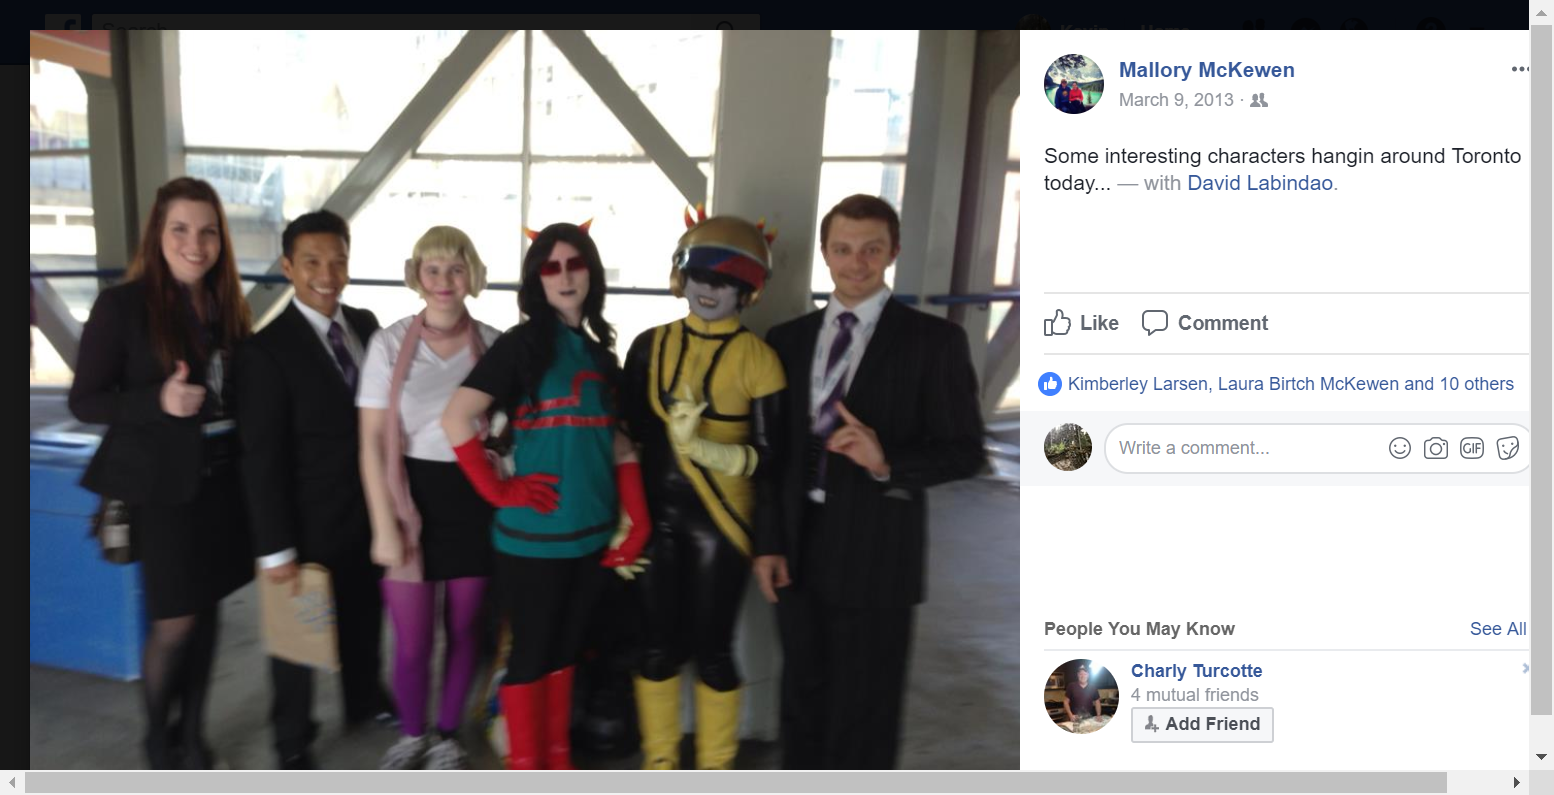 Search
Mallory McKewen
March 9, 2013 ·
Some interesting characters hangin around Toronto
today... — with David Labindao.
Like Comment
Kimberley Larsen, Laura Birtch McKewen and 10 others
Write a comment...
GIF
People You May Know
See All
Charly Turcotte
4 mutual friends
Add Friend